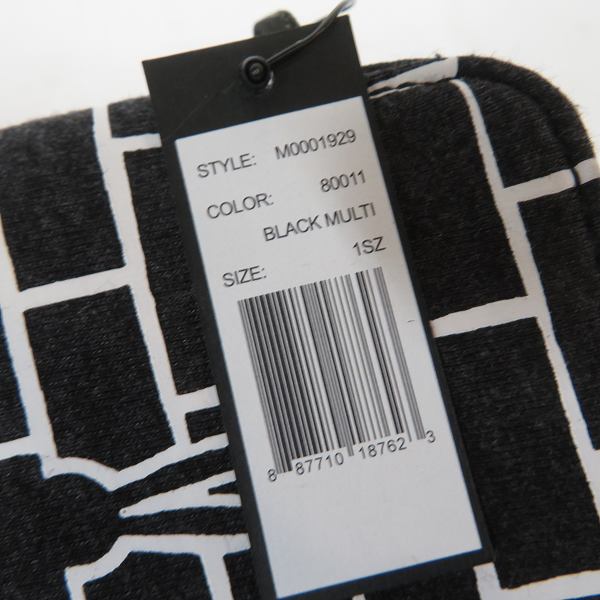 STYLE: M0001929
COLOR: 80011
BLACK MULTI
SIZE: 1SZ
8 87710 18762 3